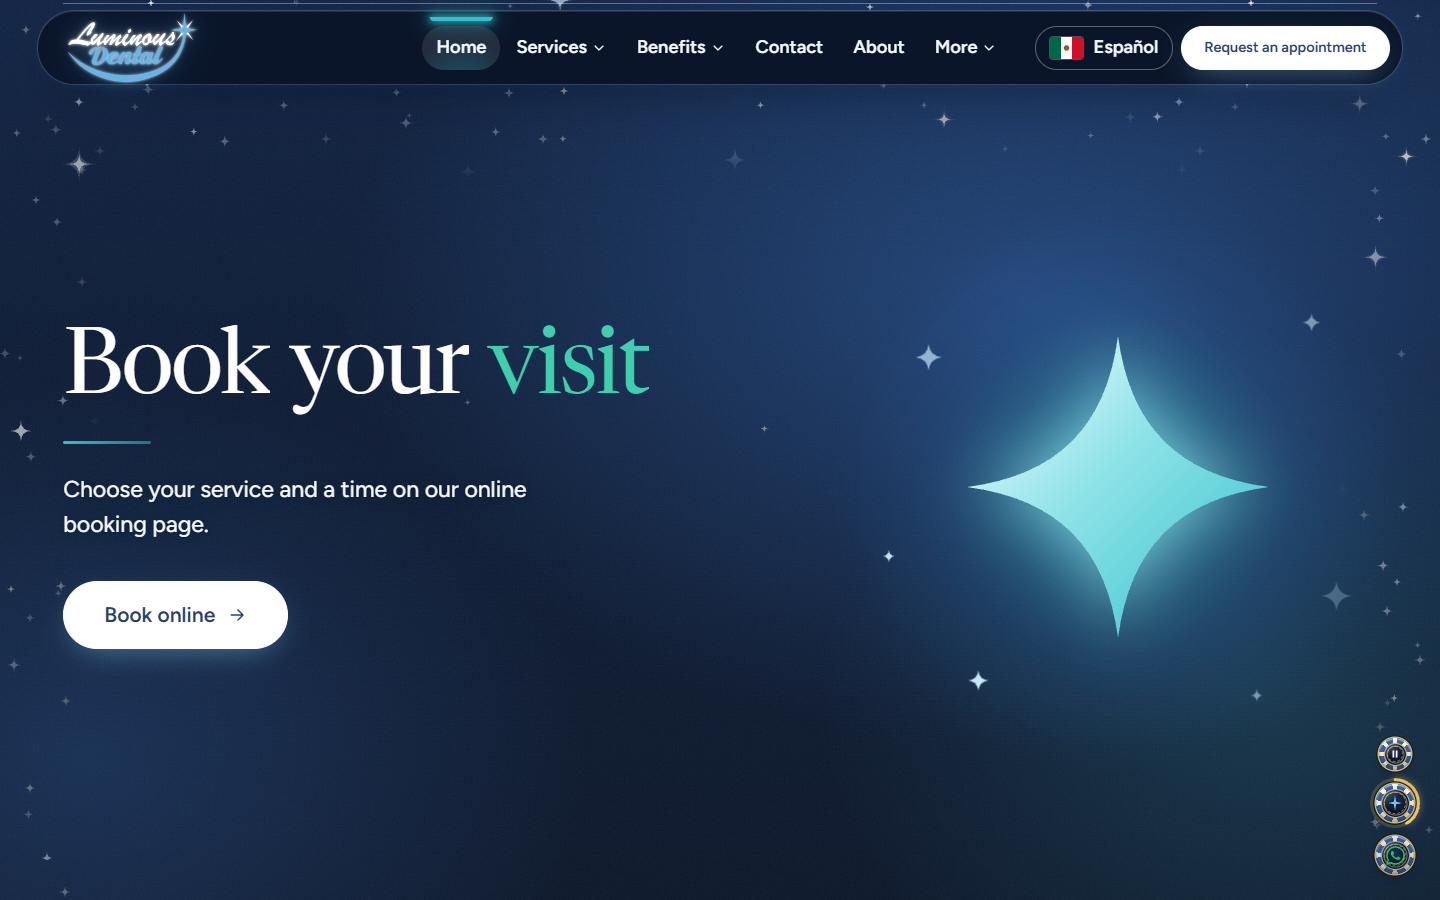 Luminous
Dental
Home
Services
Benefits
Contact
About
More
Español
Request an appointment
Book your visit
Choose your service and a time on our online
booking page.
Book online